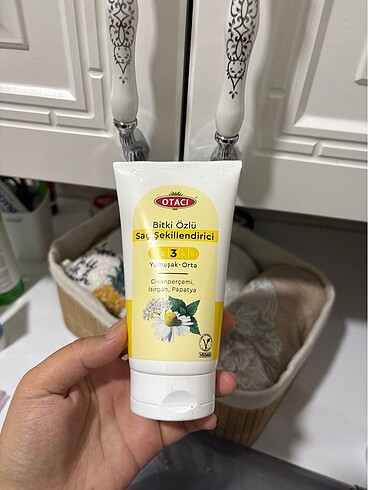 OTACI
Bitki Özlü
Saç Şekillendirici
3
Yumuşak-Orta
Civanperçemi,
Isırgan, Papatya
VEGAN